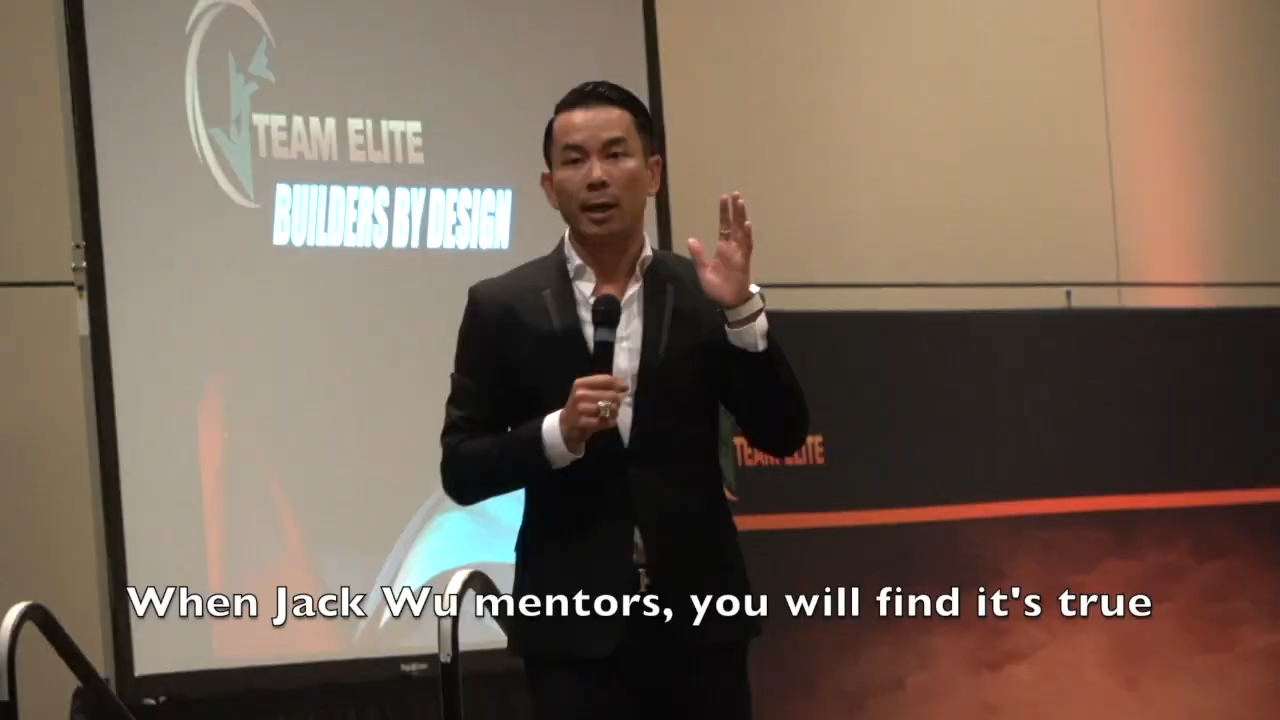 TEAM ELITE
BUILDERS BY DESIGN
TEAM ELITE
When Jack Wu mentors, you will find it's true